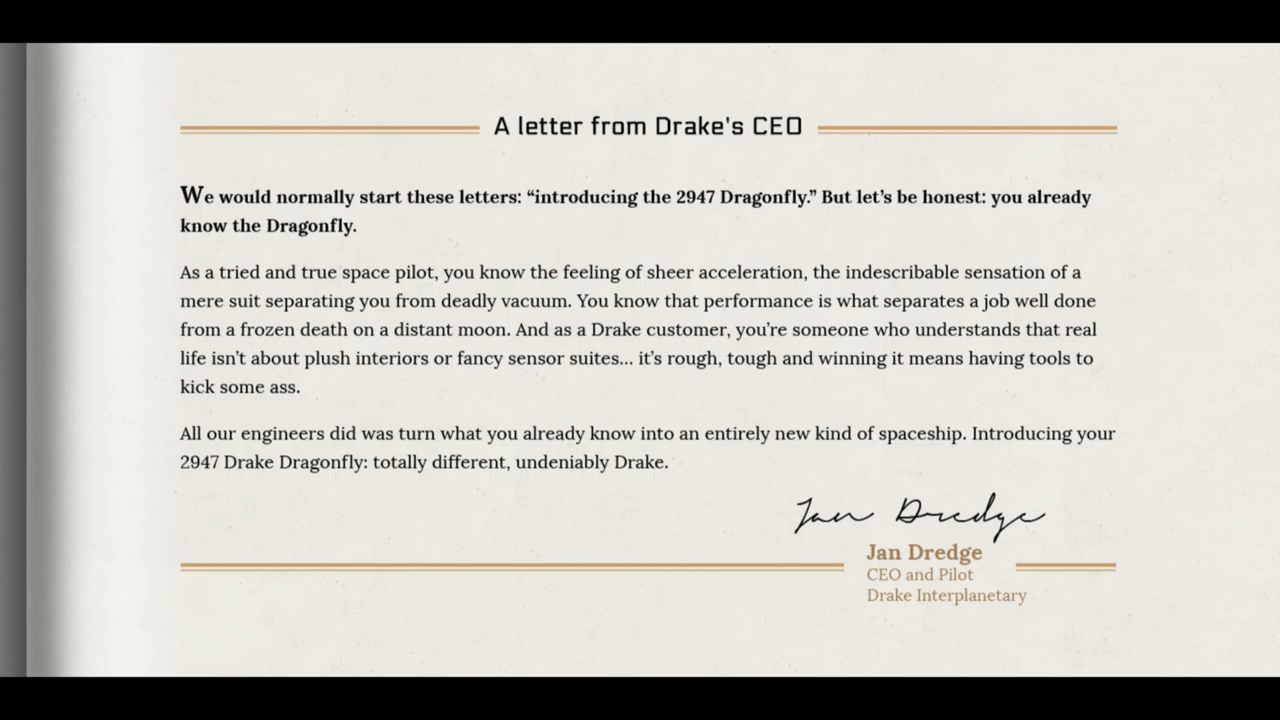 A letter from Drake's CEO
We would normally start these letters: “introducing the 2947 Dragonfly.” But let’s be honest: you already
know the Dragonfly.
As a tried and true space pilot, you know the feeling of sheer acceleration, the indescribable sensation of a
mere suit separating you from deadly vacuum. You know that performance is what separates a job well done
from a frozen death on a distant moon. And as a Drake customer, you’re someone who understands that real
life isn’t about plush interiors or fancy sensor suites... it’s rough, tough and winning it means having tools to
kick some ass.
All our engineers did was turn what you already know into an entirely new kind of spaceship. Introducing your
2947 Drake Dragonfly: totally different, undeniably Drake.
Jan Dredge
Jan Dredge
CEO and Pilot
Drake Interplanetary